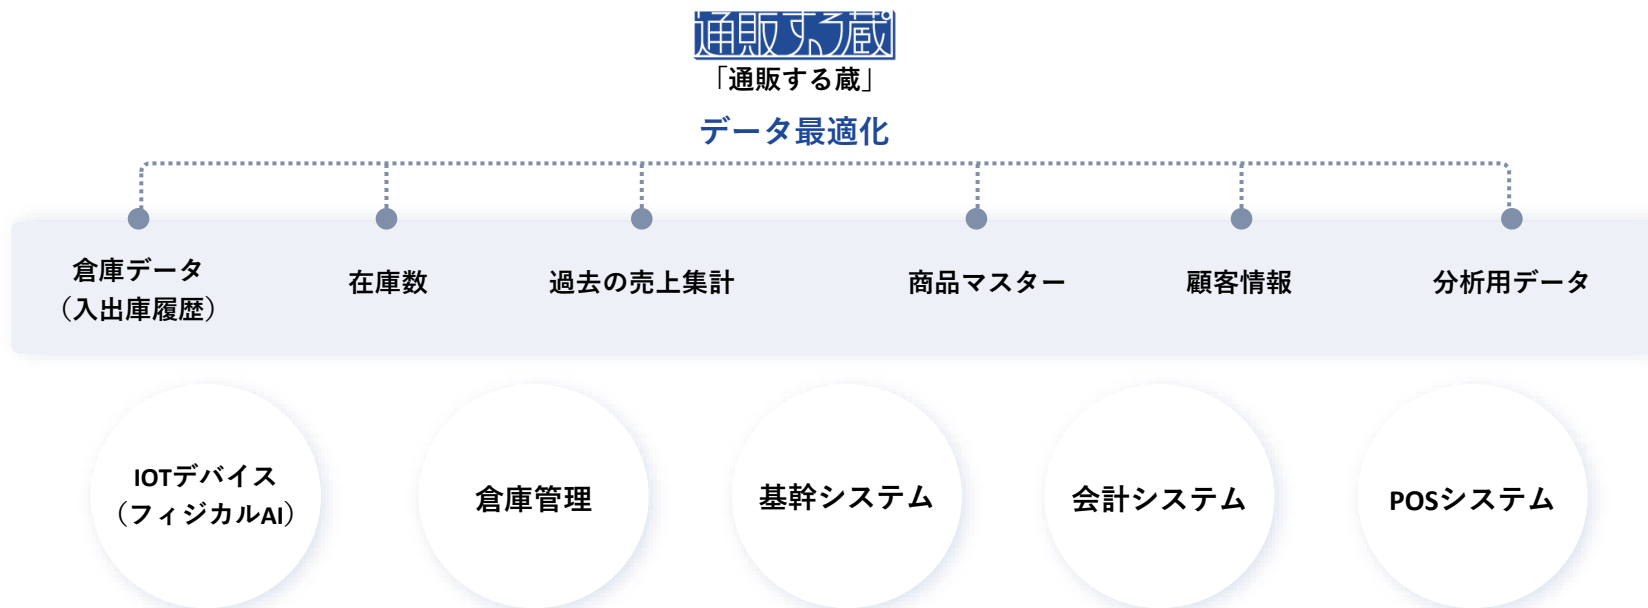 通販する蔵
「通販する蔵」
データ最適化
倉庫データ
（入出庫履歴）
在庫数
過去の売上集計
商品マスター
顧客情報
分析用データ
IOTデバイス
（フィジカルAI）
倉庫管理
基幹システム
会計システム
POSシステム